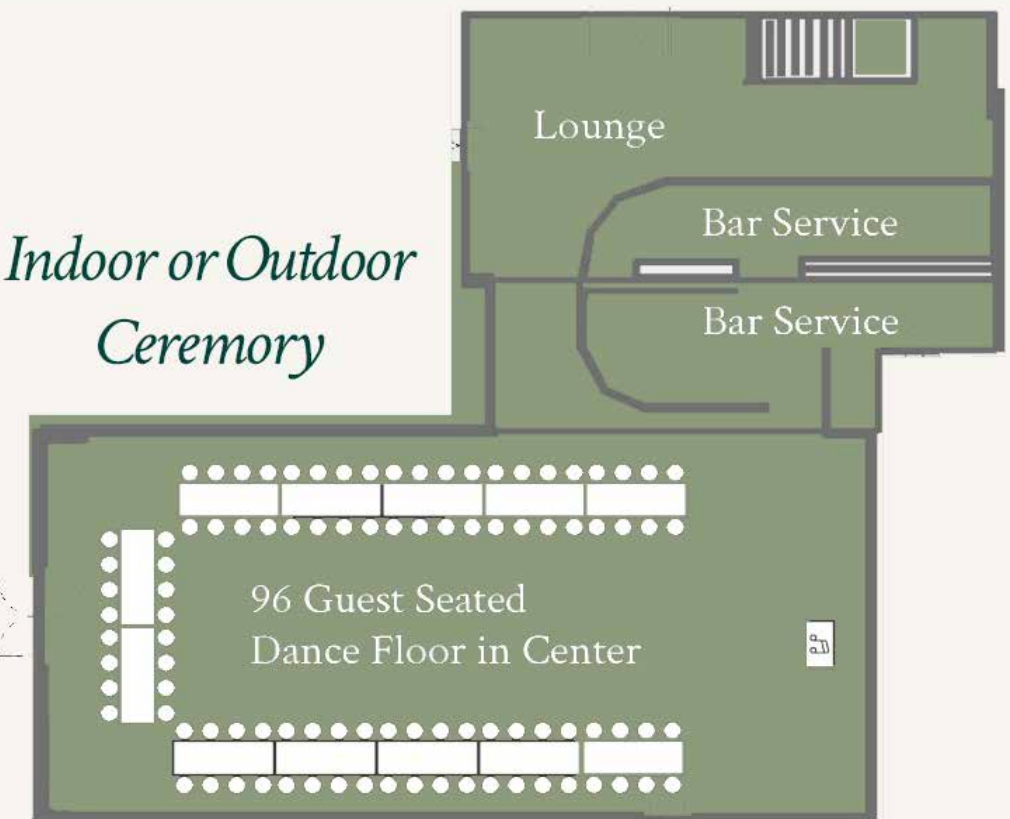 Lounge
Bar Service
Indoor or Outdoor
Ceremory
Bar Service
96 Guest Seated
Dance Floor in Center